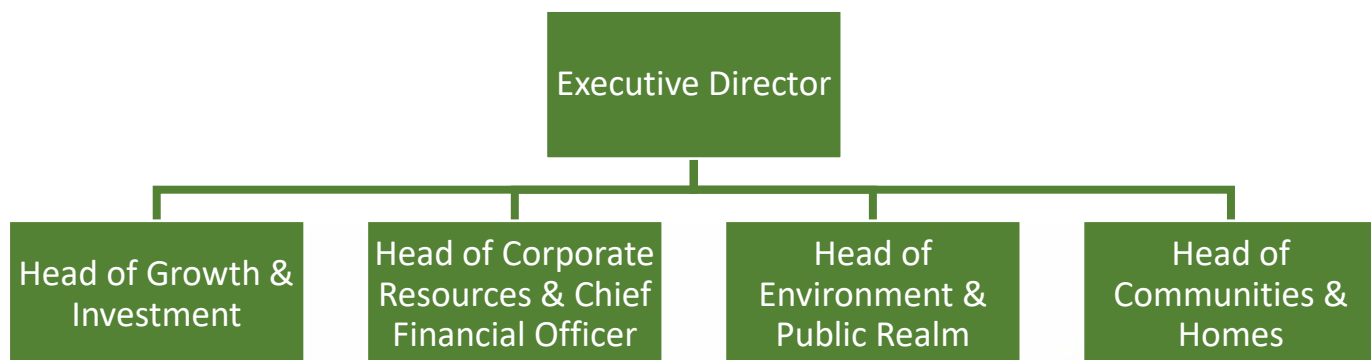 Executive Director
Head of Growth &
Investment
Head of Corporate
Resources & Chief
Financial Officer
Head of
Environment &
Public Realm
Head of
Communities &
Homes